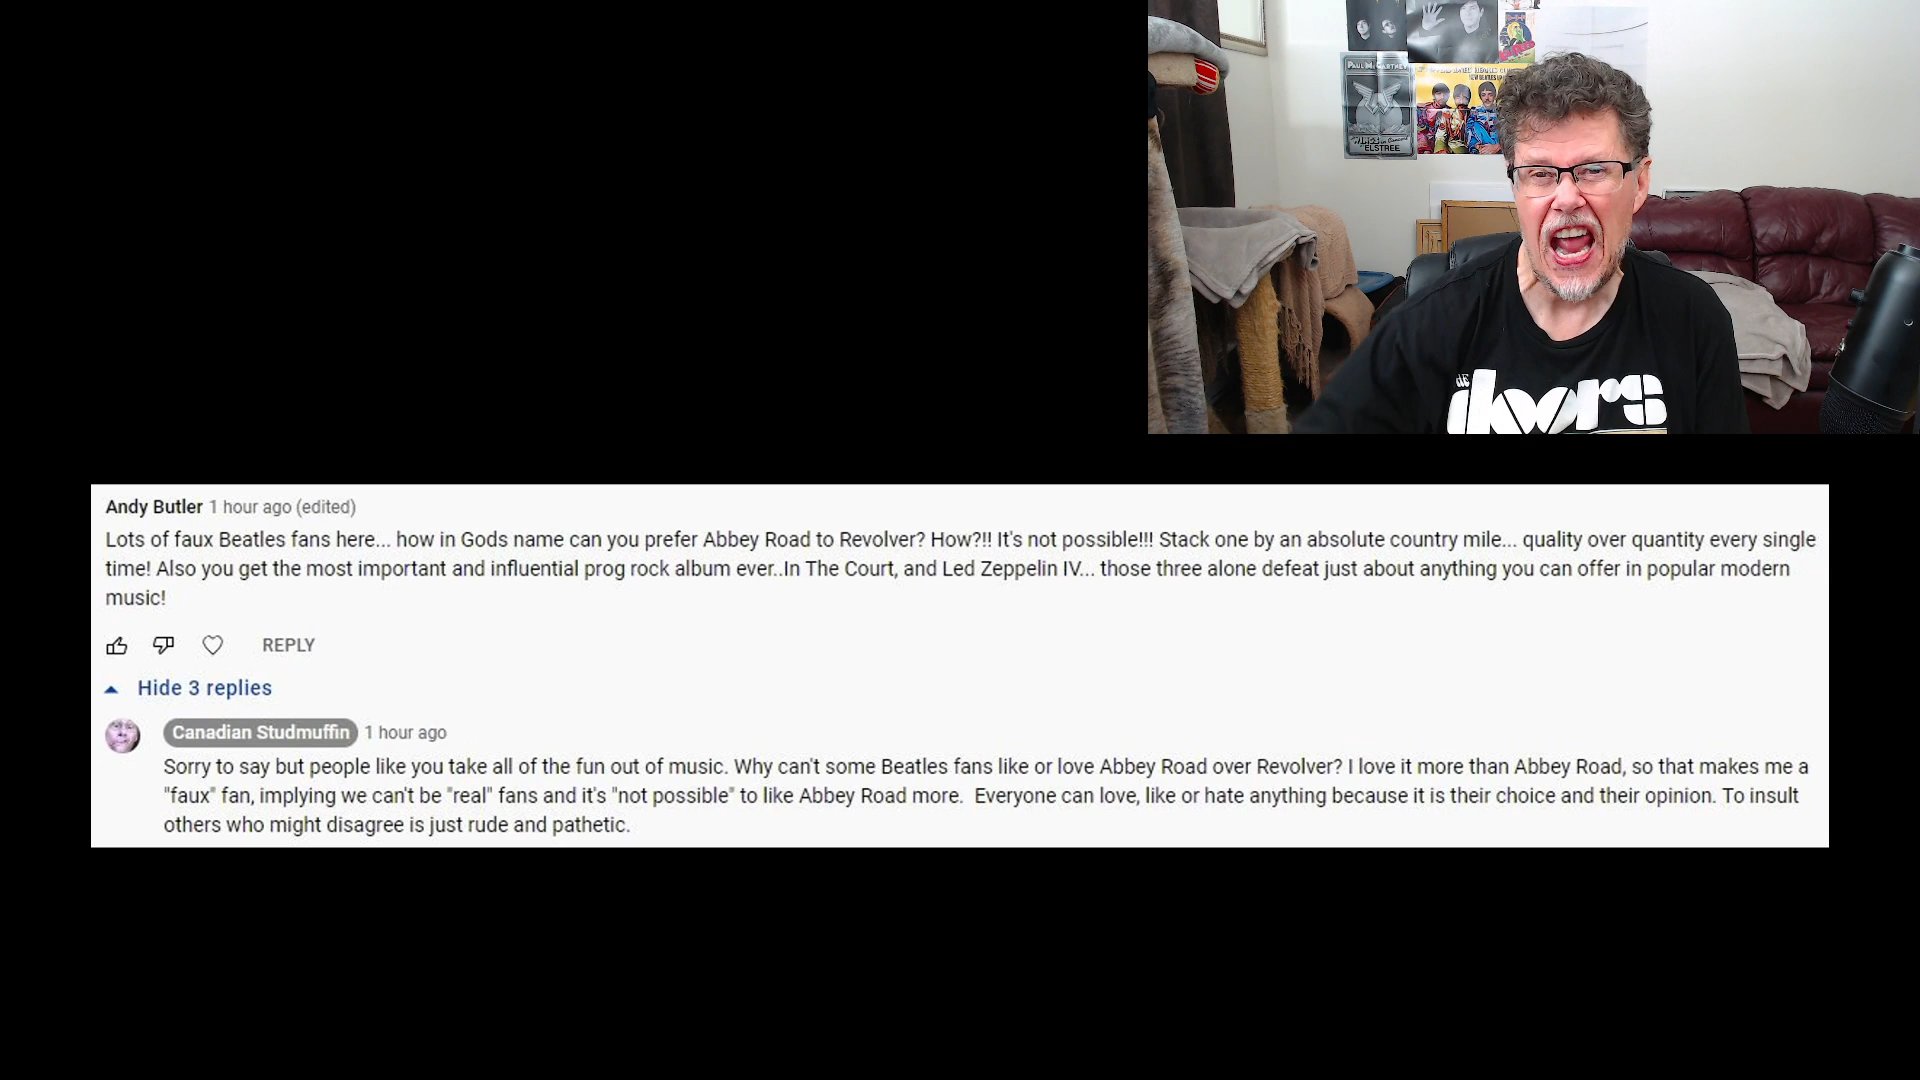 PAUL McCARTNEY
WINGS
ELSTREE
THE
DOORS
Andy Butler 1 hour ago (edited)
Lots of faux Beatles fans here... how in Gods name can you prefer Abbey Road to Revolver? How?!! It's not possible!!! Stack one by an absolute country mile... quality over quantity every single
time! Also you get the most important and influential prog rock album ever..In The Court, and Led Zeppelin IV... those three alone defeat just about anything you can offer in popular modern
music!
REPLY
Hide 3 replies
Canadian Studmuffin 1 hour ago
Sorry to say but people like you take all of the fun out of music. Why can't some Beatles fans like or love Abbey Road over Revolver? I love it more than Abbey Road, so that makes me a
"faux" fan, implying we can't be "real" fans and it's "not possible" to like Abbey Road more. Everyone can love, like or hate anything because it is their choice and their opinion. To insult
others who might disagree is just rude and pathetic.